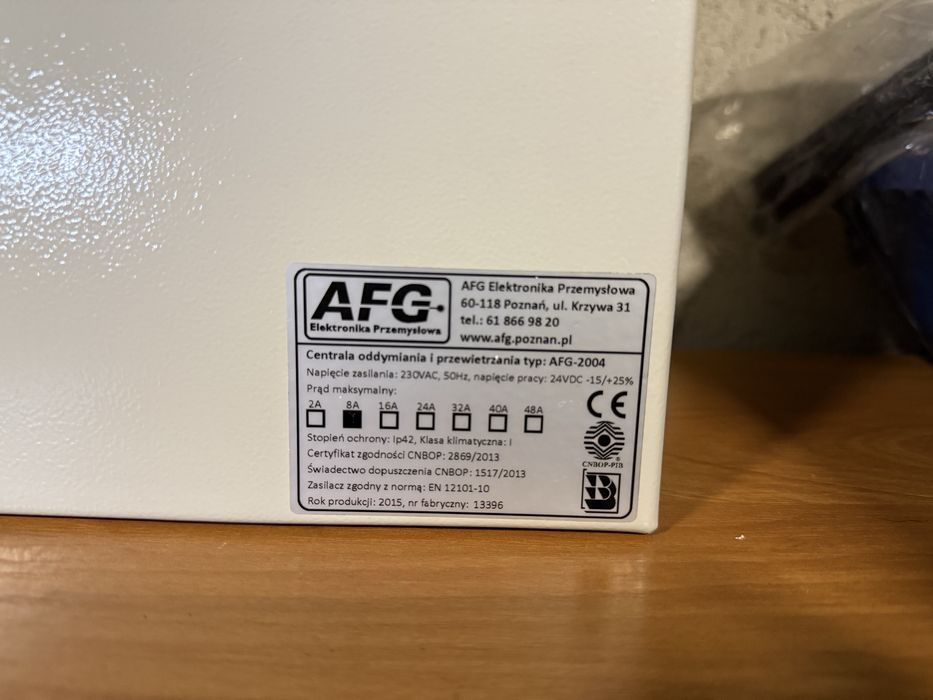 AFG
Elektronika Przemysłowa
AFG Elektronika Przemysłowa
60-118 Poznań, ul. Krzywa 31
tel.: 61 866 98 20
www.afg.poznan.pl
Centrala oddymiania i przewietrzania typ: AFG-2004
Napięcie zasilania: 230VAC, 50Hz, napięcie pracy: 24VDC -15/+25%
Prąd maksymalny:
2A 8A 16A 24A 32A 40A 48A
CE
Stopień ochrony: Ip42, Klasa klimatyczna: I
Certyfikat zgodności CNBOP: 2869/2013
CNBOP-PIB
Świadectwo dopuszczenia CNBOP: 1517/2013
Zasilacz zgodny z normą: EN 12101-10
B
Rok produkcji: 2015, nr fabryczny: 13396